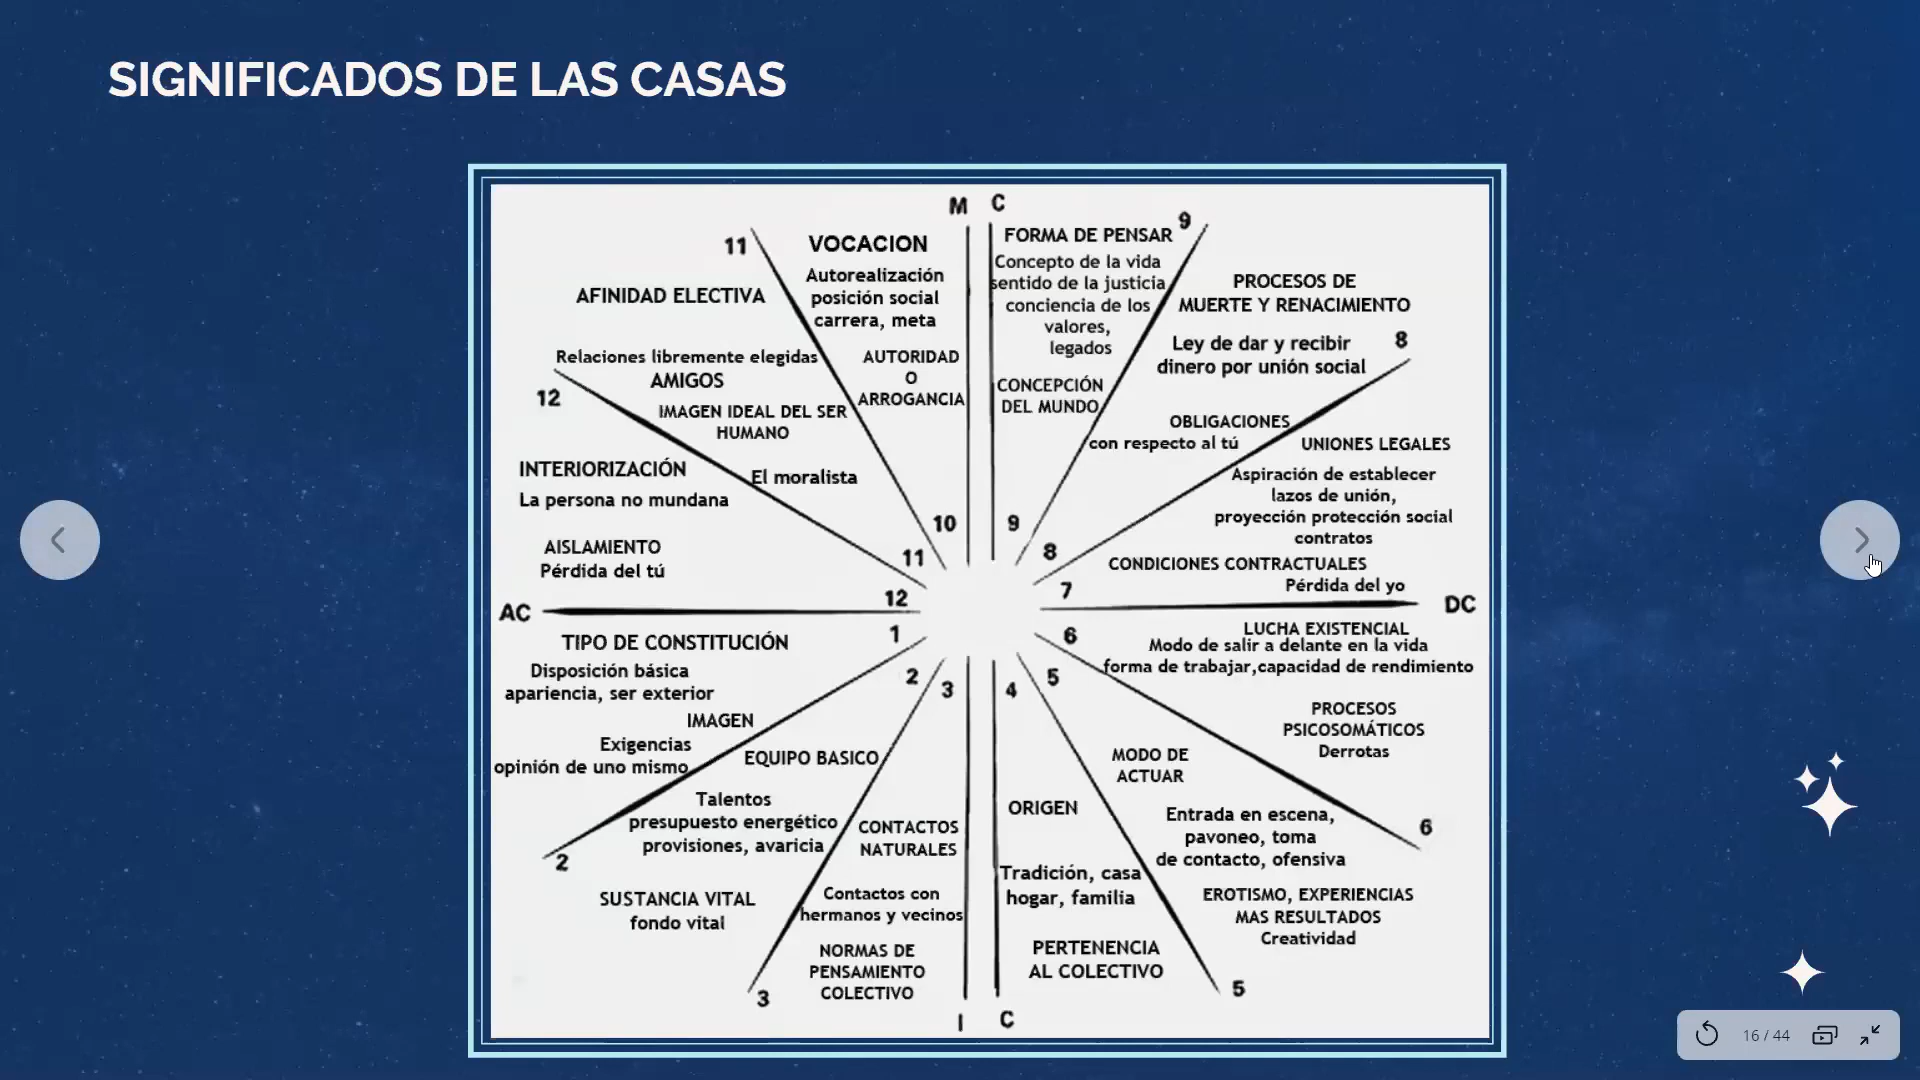 SIGNIFICADOS DE LAS CASAS
M C
11
VOCACION
Autorealización
posición social
carrera, meta
AUTORIDAD
O
ARROGANCIA
10
FORMA DE PENSAR
9
Concepto de la vida
sentido de la justicia
conciencia de los
valores,
legados
CONCEPCIÓN
DEL MUNDO
9
PROCESOS DE
MUERTE Y RENACIMIENTO
Ley de dar y recibir
dinero por unión social
8
OBLIGACIONES
con respecto al tú
8
UNIONES LEGALES
Aspiración de establecer
lazos de unión,
proyección protección social
contratos
CONDICIONES CONTRACTUALES
Pérdida del yo
7
DC
AFINIDAD ELECTIVA
Relaciones libremente elegidas
AMIGOS
IMAGEN IDEAL DEL SER
HUMANO
El moralista
11
12
INTERIORIZACIÓN
La persona no mundana
AISLAMIENTO
Pérdida del tú
12
AC
1
TIPO DE CONSTITUCIÓN
Disposición básica
apariencia, ser exterior
IMAGEN
Exigencias
opinión de uno mismo
2
EQUIPO BASICO
Talentos
presupuesto energético
provisiones, avaricia
2
SUSTANCIA VITAL
fondo vital
3
CONTACTOS
NATURALES
Contactos con
hermanos y vecinos
NORMAS DE
PENSAMIENTO
COLECTIVO
3
I C
4
ORIGEN
Tradición, casa
hogar, familia
PERTENENCIA
AL COLECTIVO
5
MODO DE
ACTUAR
Entrada en escena,
pavoneo, toma
de contacto, ofensiva
EROTISMO, EXPERIENCIAS
MAS RESULTADOS
Creatividad
5
6
LUCHA EXISTENCIAL
Modo de salir a delante en la vida
forma de trabajar,capacidad de rendimiento
PROCESOS
PSICOSOMÁTICOS
Derrotas
6
16 / 44